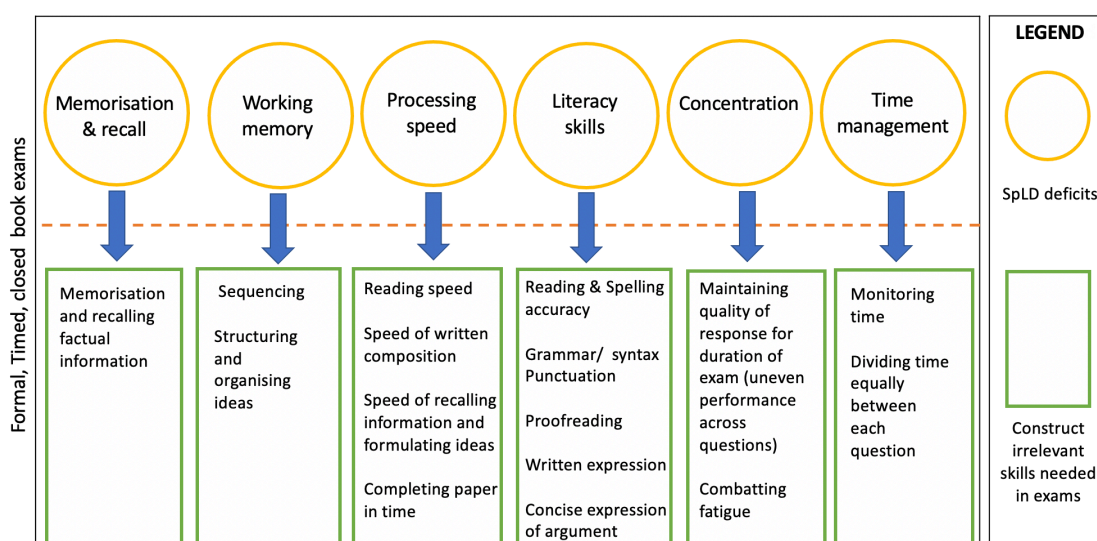 Formal, Timed, closed book exams
Memorisation
& recall
Working
memory
Processing
speed
Literacy
skills
Concentration
Time
management
Memorisation
and recalling
factual
information
Sequencing
Structuring
and
organising
ideas
Reading speed
Speed of written
composition
Speed of recalling
information and
formulating ideas
Completing paper
in time
Reading & Spelling
accuracy
Grammar/ syntax
Punctuation
Proofreading
Written expression
Concise expression
of argument
Maintaining
quality of
response for
duration of
exam (uneven
performance
across
questions)
Combatting
fatigue
Monitoring
time
Dividing time
equally
between
each
question
LEGEND
SpLD deficits
Construct
irrelevant
skills needed
in exams